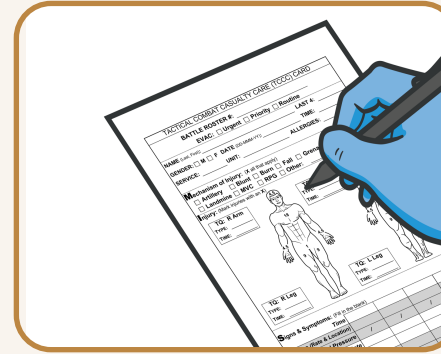 TACTICAL COMBAT CASUALTY CARE (TCCC) CARD
BATTLE ROSTER #:
EVAC: Urgent Priority Routine
NAME (Last, First): LAST 4:
GENDER: M F DATE (DD-MMM-YY): TIME:
SERVICE: UNIT: ALLERGIES:
Mechanism of Injury: (X all that apply)
Artillery Blunt Burn Fall
Landmine MVC RPG Other:
Injury: (Mark injuries with an X)
TQ: R Arm
TYPE:
TIME:
TQ: R Leg
TYPE:
TIME:
TQ: L Leg
TYPE:
TIME:
Signs & Symptoms: (Fill in the blank)
Time
(Rate & Location)
Pressure